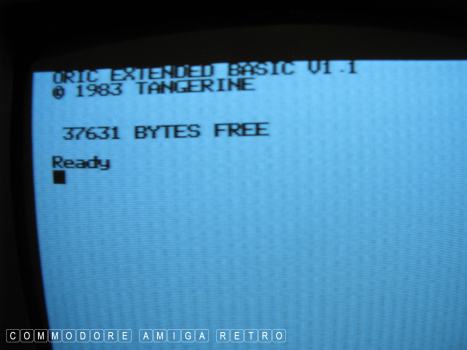 ORIC EXTENDED BASIC V1.1
© 1983 TANGERINE
37631 BYTES FREE
Ready
COMMODORE AMIGA RETRO